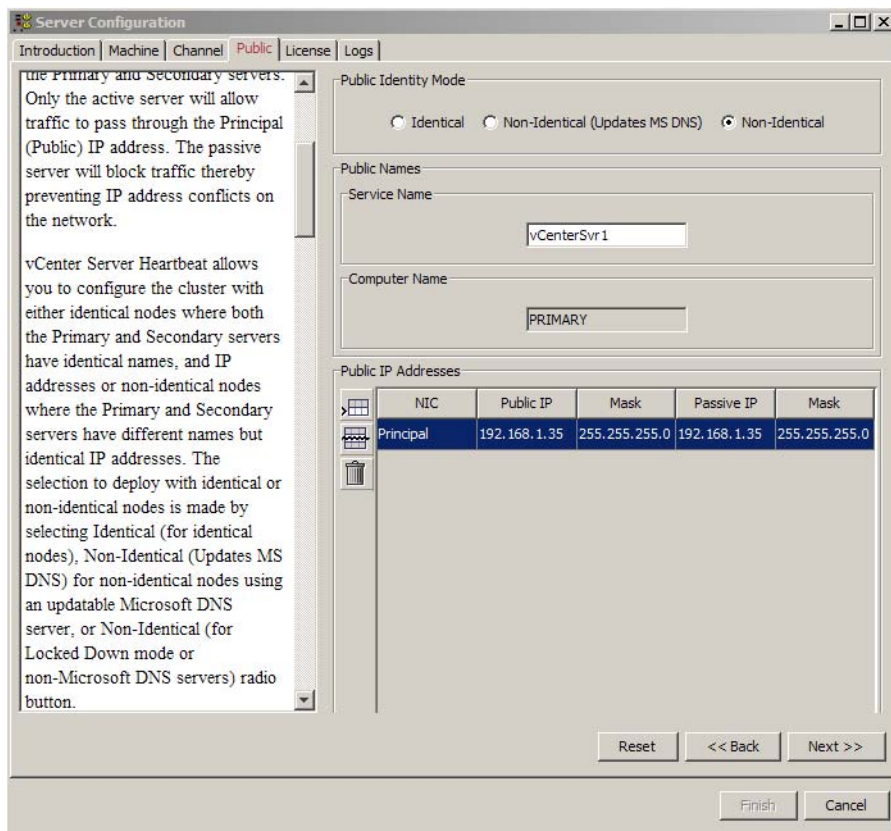 Server Configuration
Introduction Machine Channel Public License Logs
the Primary and Secondary servers.
Only the active server will allow
traffic to pass through the Principal
(Public) IP address. The passive
server will block traffic thereby
preventing IP address conflicts on
the network.
vCenter Server Heartbeat allows
you to configure the cluster with
either identical nodes where both
the Primary and Secondary servers
have identical names, and IP
addresses or non-identical nodes
where the Primary and Secondary
servers have different names but
identical IP addresses. The
selection to deploy with identical or
non-identical nodes is made by
selecting Identical (for identical
nodes), Non-Identical (Updates MS
DNS) for non-identical nodes using
an updatable Microsoft DNS
server, or Non-Identical (for
Locked Down mode or
non-Microsoft DNS servers) radio
button.
Public Identity Mode
Identical Non-Identical (Updates MS DNS) Non-Identical
Public Names
Service Name
vCenterSvr1
Computer Name
PRIMARY
Public IP Addresses
NIC Public IP Mask Passive IP Mask
Principal 192.168.1.35 255.255.255.0 192.168.1.35 255.255.255.0
Reset << Back Next >>
Finish Cancel